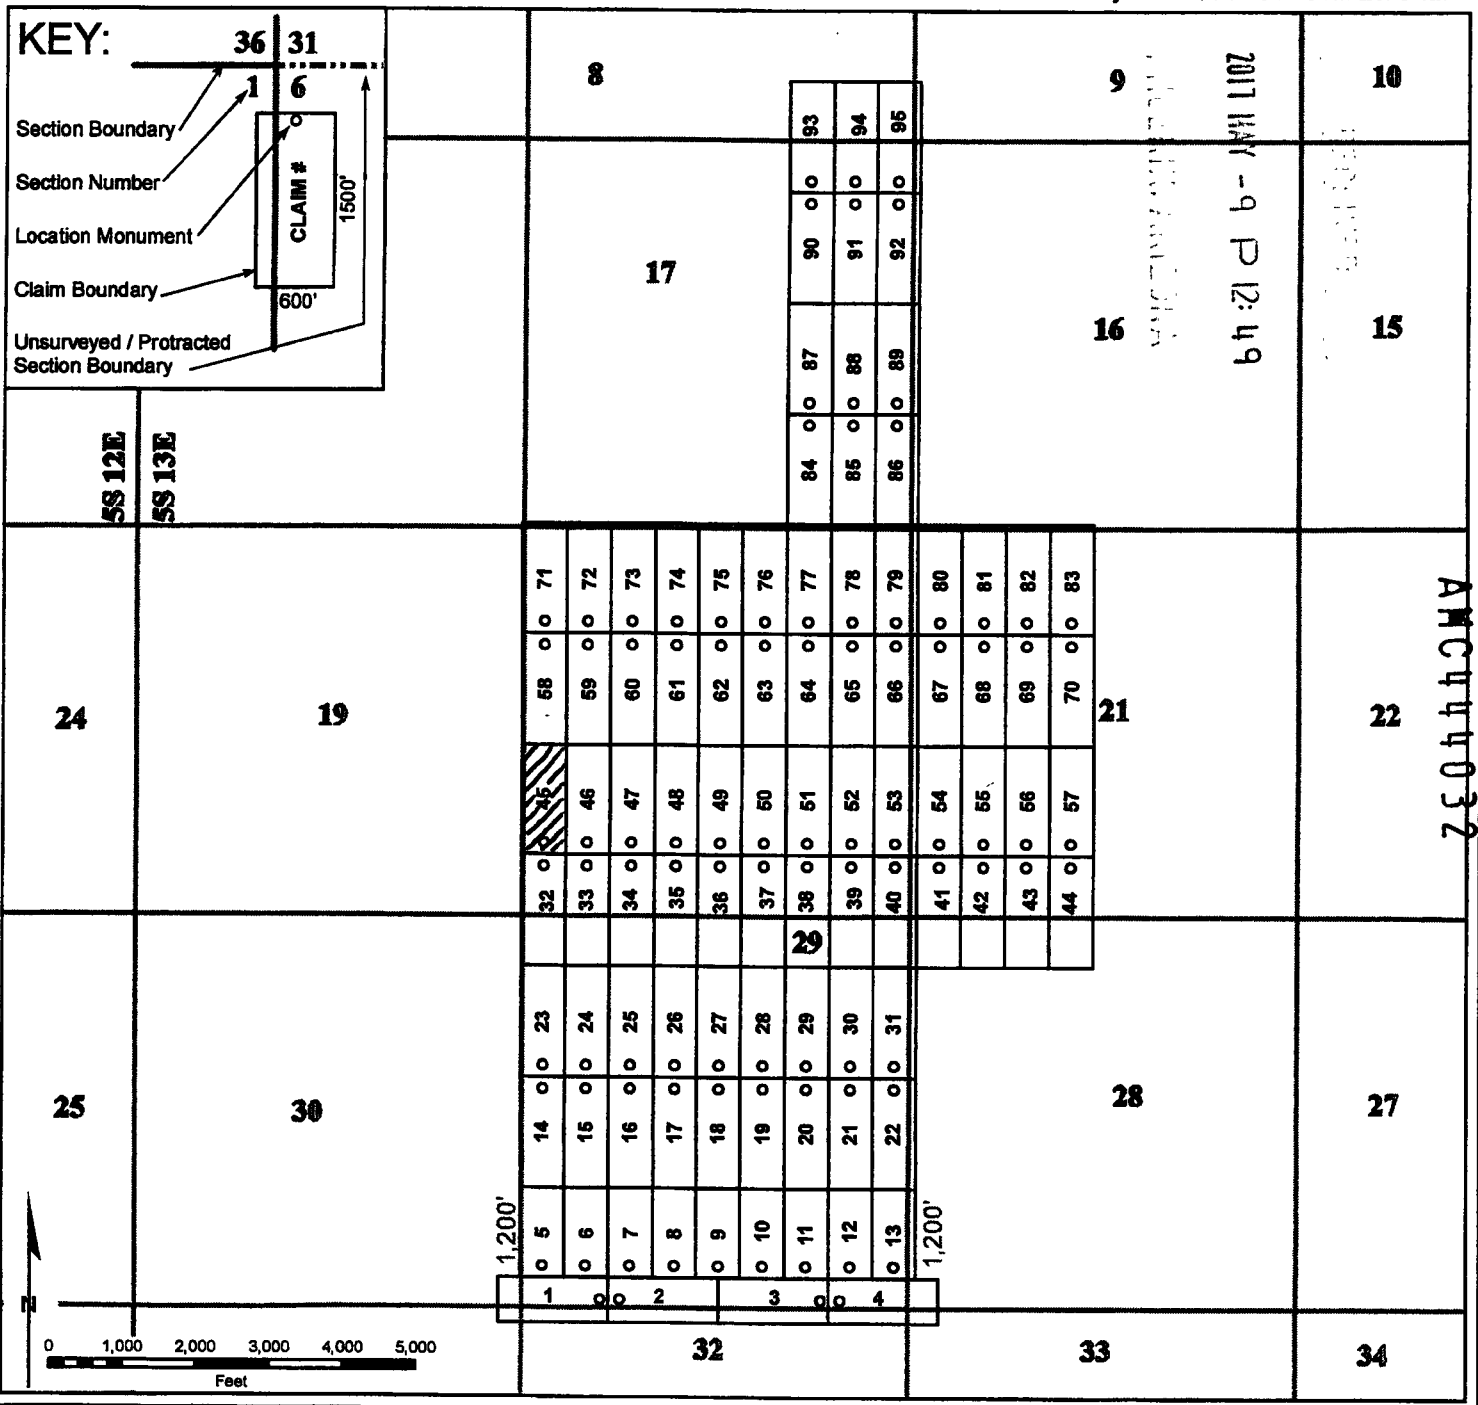 KEY:
36 31
1 6
Section Boundary
Section Number
Location Monument
Claim Boundary
Unsurveyed / Protracted
Section Boundary
CLAIM #
1500'
600'
8
9
10
93 94 95
2017 MAY -9 P 12: 49
17
90 91 92
16
15
87 88 89
84 85 86
5S 12E
5S 13E
71 72 73 74 75 76 77 78 79 80 81 82 83
58 59 60 61 62 63 64 65 66 67 68 69 70
24
19
21
22
AMC444032
45 46 47 48 49 50 51 52 53 54 55 56 57
32 33 34 35 36 37 38 39 40 41 42 43 44
29
23 24 25 26 27 28 29 30 31
25
30
28
27
14 15 16 17 18 19 20 21 22
1,200'
5 6 7 8 9 10 11 12 13
1,200'
1 2 3 4
N
32
33
34
0 1,000 2,000 3,000 4,000 5,000
Feet